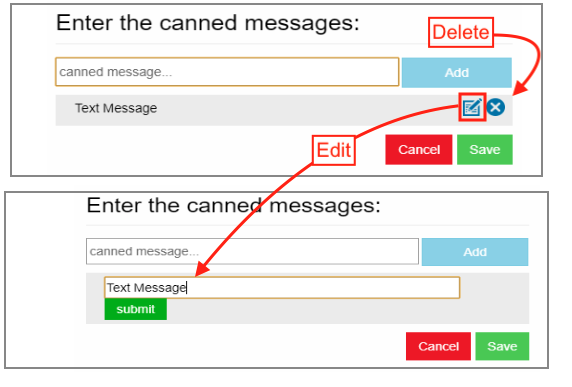 Enter the canned messages:
Delete
canned message...
Add
Text Message
Edit
Cancel
Save
Enter the canned messages:
canned message...
Add
Text Message
submit
Cancel
Save